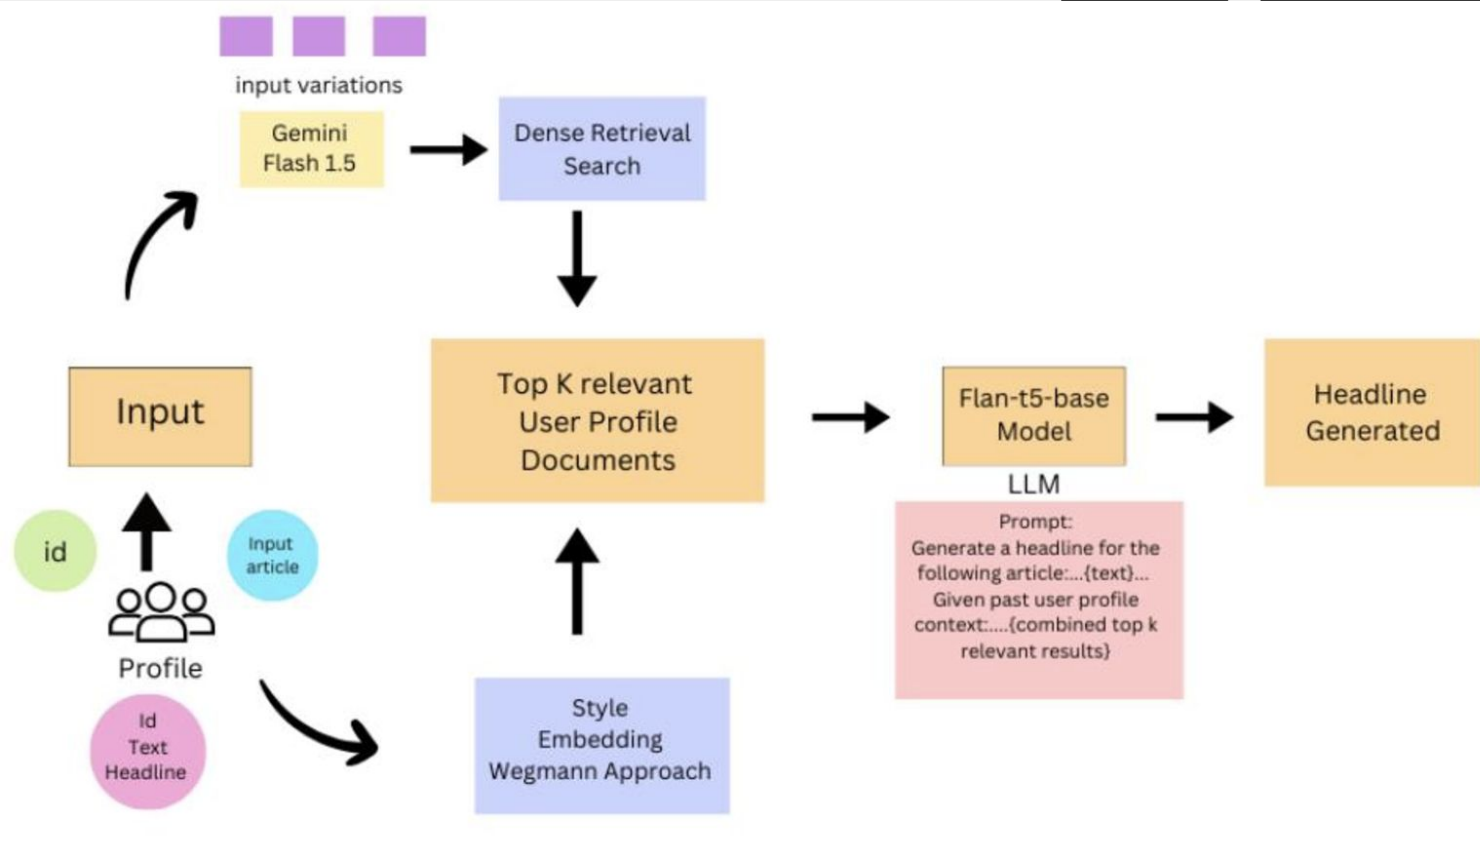 input variations
Gemini
Flash 1.5
Dense Retrieval
Search
Input
Top K relevant
User Profile
Documents
Flan-t5-base
Model
LLM
Headline
Generated
id
Input
article
Profile
Id
Text
Headline
Style
Embedding
Wegmann Approach
Prompt:
Generate a headline for the
following article:...{text}...
Given past user profile
context:....{combined top k
relevant results}